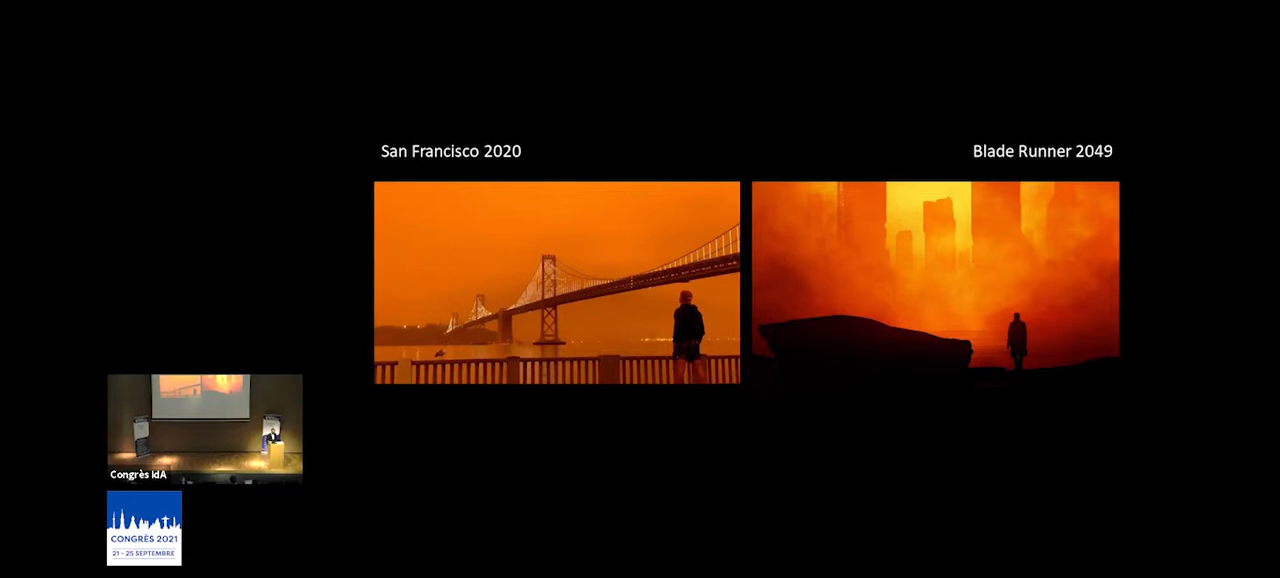 San Francisco 2020
Blade Runner 2049
Congrès IdA
CONGRÈS 2021
21 - 25 SEPTEMBRE